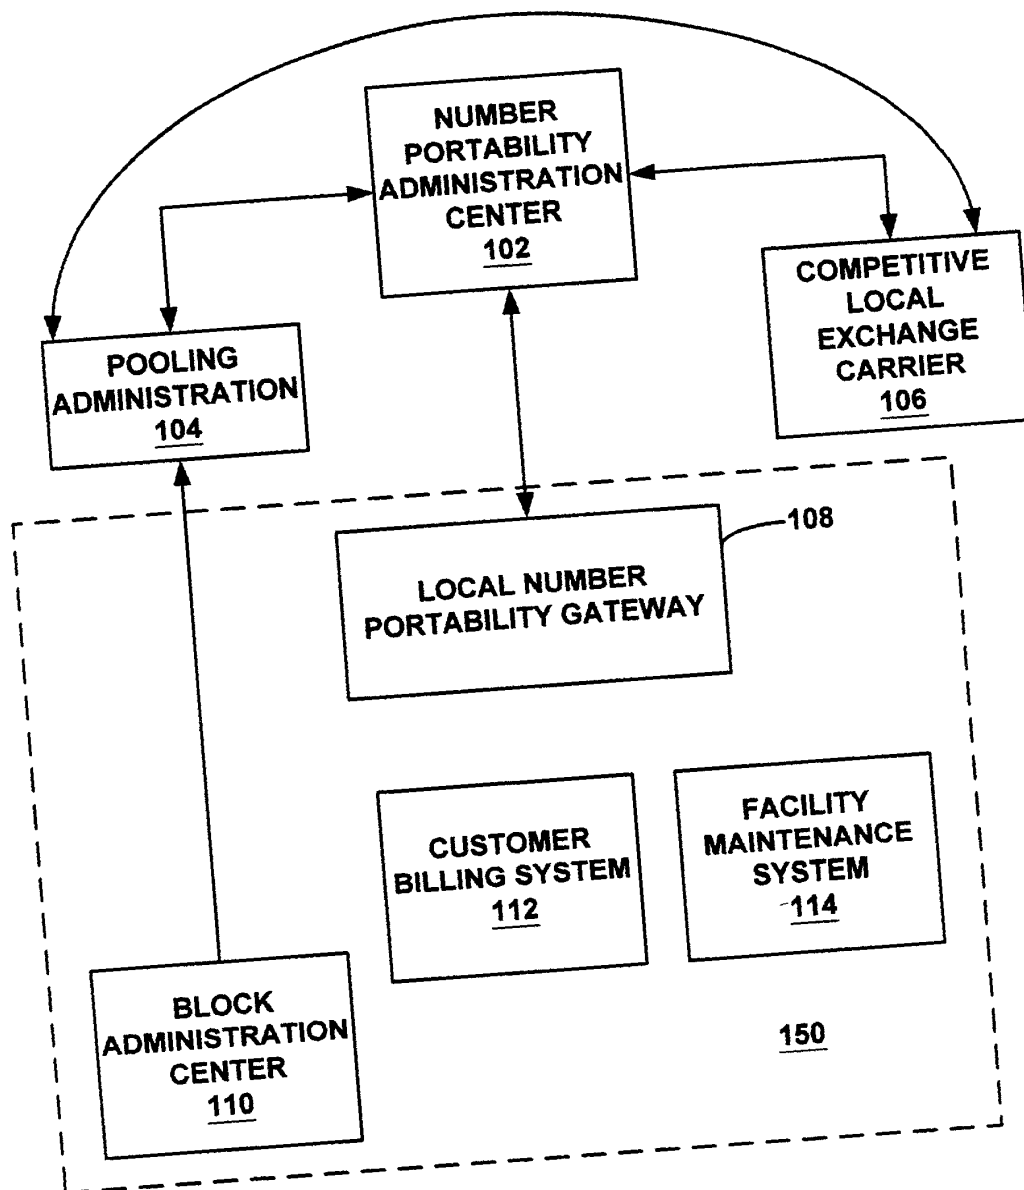 NUMBER
PORTABILITY
ADMINISTRATION
CENTER
102
COMPETITIVE
LOCAL
EXCHANGE
CARRIER
106
POOLING
ADMINISTRATION
104
108
LOCAL NUMBER
PORTABILITY GATEWAY
CUSTOMER
BILLING SYSTEM
112
FACILITY
MAINTENANCE
SYSTEM
114
BLOCK
ADMINISTRATION
CENTER
110
150